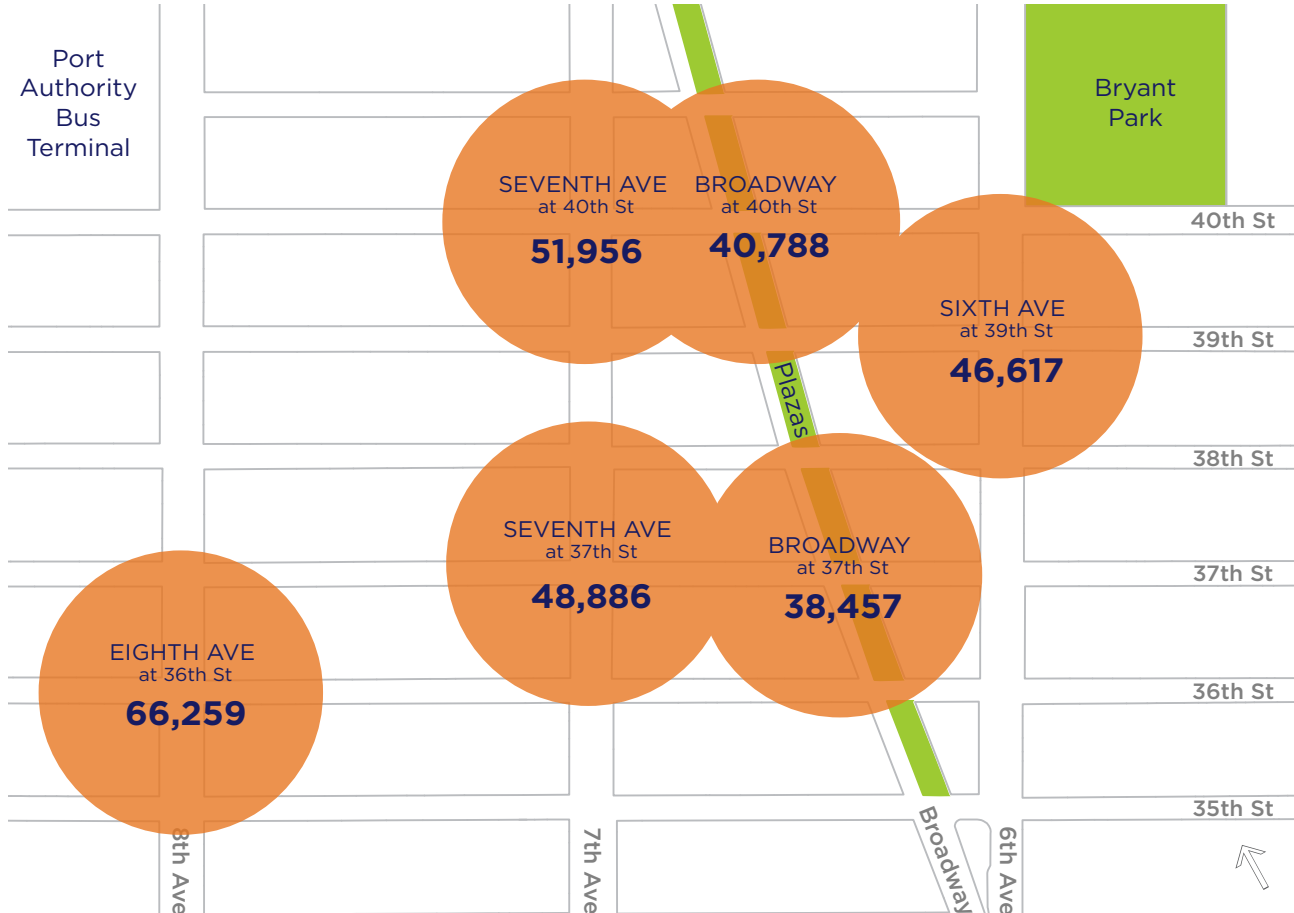 Port
Authority
Bus
Terminal
Bryant
Park
SEVENTH AVE
at 40th St
51,956
BROADWAY
at 40th St
40,788
40th St
SIXTH AVE
at 39th St
46,617
39th St
Plazas
38th St
SEVENTH AVE
at 37th St
48,886
BROADWAY
at 37th St
38,457
37th St
EIGHTH AVE
at 36th St
66,259
36th St
35th St
8th Ave
7th Ave
Broadway
6th Ave